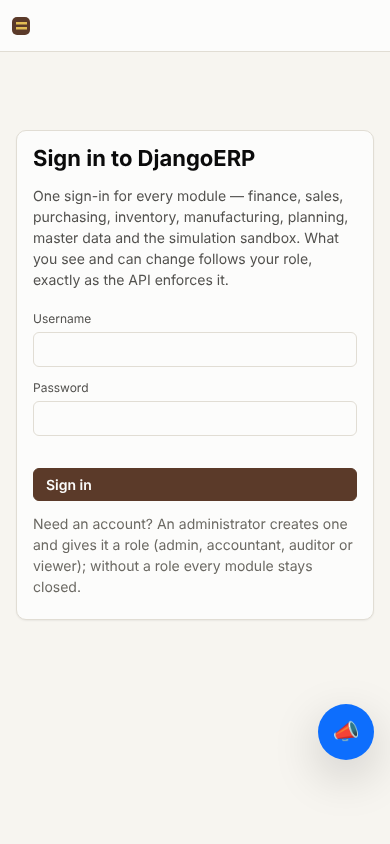 Sign in to DjangoERP
One sign-in for every module — finance, sales,
purchasing, inventory, manufacturing, planning,
master data and the simulation sandbox. What
you see and can change follows your role,
exactly as the API enforces it.
Username
Password
Sign in
Need an account? An administrator creates one
and gives it a role (admin, accountant, auditor or
viewer); without a role every module stays
closed.